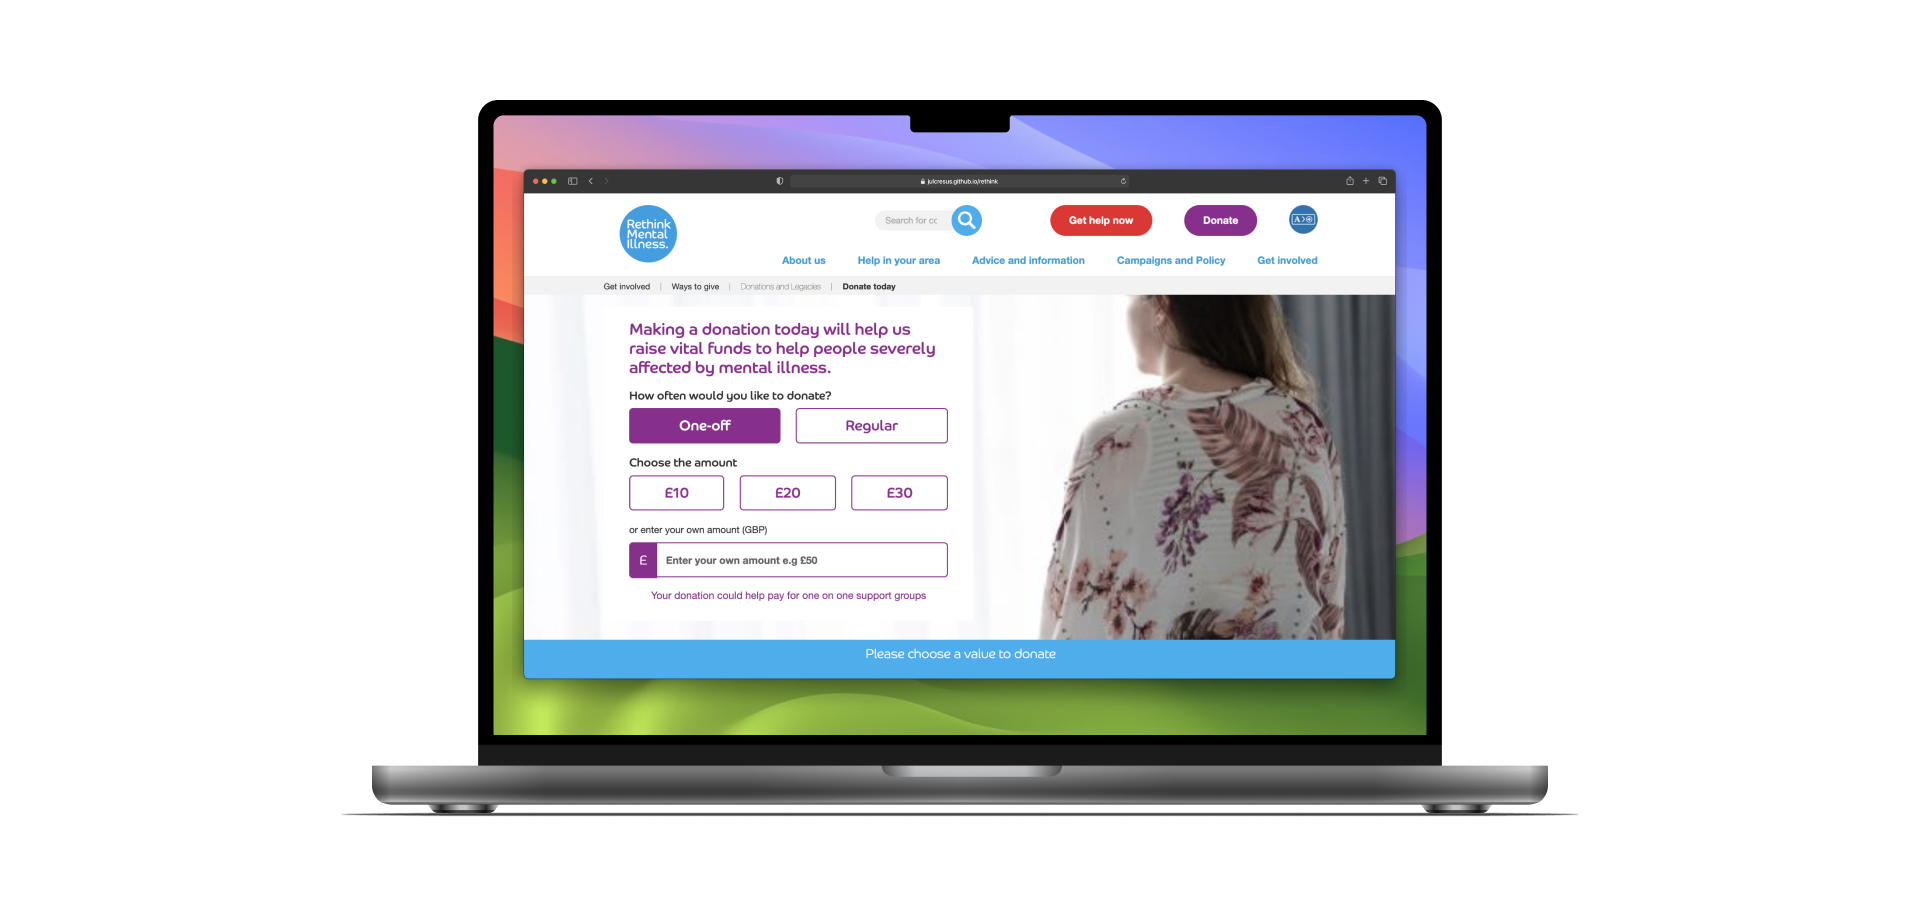 julcresus.github.io/rethink
Rethink
Mental
Illness.
Search for cc
Get help now
Donate
About us
Help in your area
Advice and information
Campaigns and Policy
Get involved
Get involved | Ways to give | Donations and Legacies | Donate today
Making a donation today will help us
raise vital funds to help people severely
affected by mental illness.
How often would you like to donate?
One-off
Regular
Choose the amount
£10
£20
£30
or enter your own amount (GBP)
£
Enter your own amount e.g £50
Your donation could help pay for one on one support groups
Please choose a value to donate